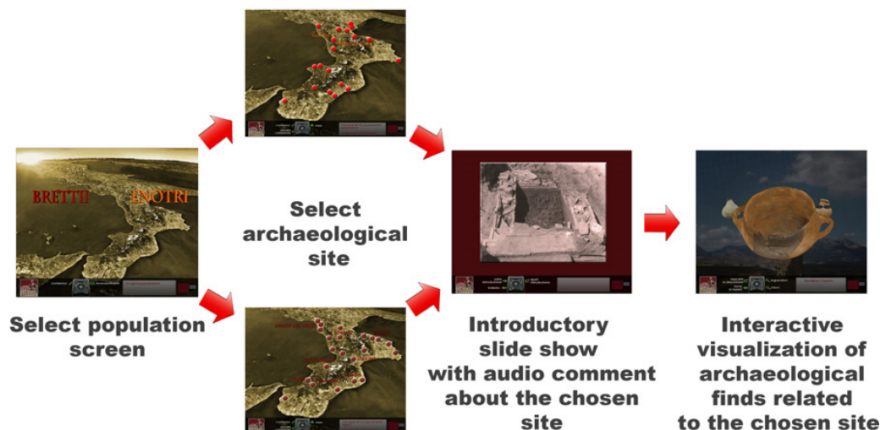 BRETTII
ENOTRI
Select population
screen
Select
archaeological
site
Introductory
slide show
with audio comment
about the chosen
site
Interactive
visualization of
archaeological
finds related
to the chosen site